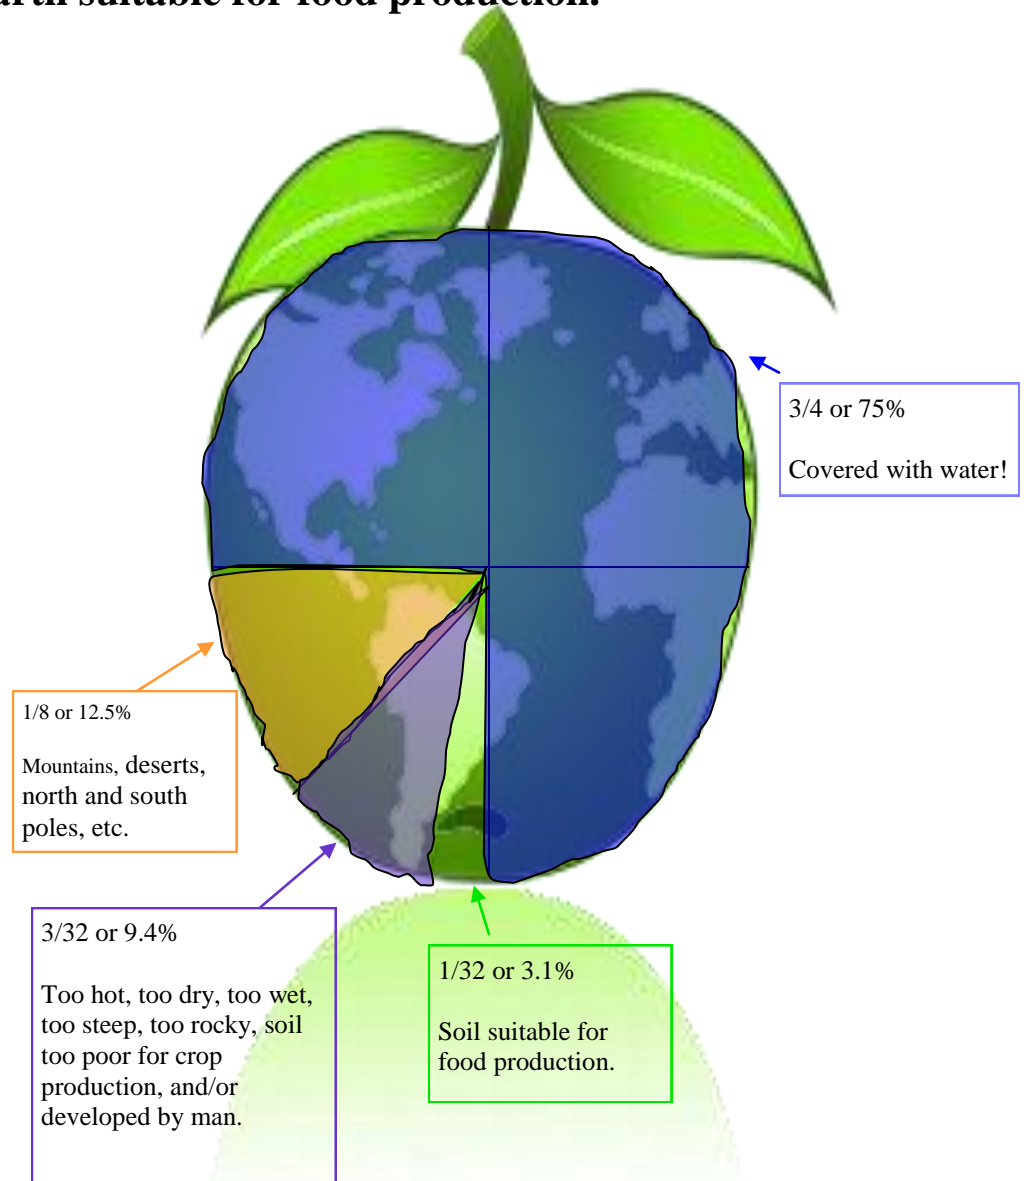 suitable for food production.
3/4 or 75%
Covered with water!
1/8 or 12.5%
Mountains, deserts,
north and south
poles, etc.
3/32 or 9.4%
Too hot, too dry, too wet,
too steep, too rocky, soil
too poor for crop
production, and/or
developed by man.
1/32 or 3.1%
Soil suitable for
food production.